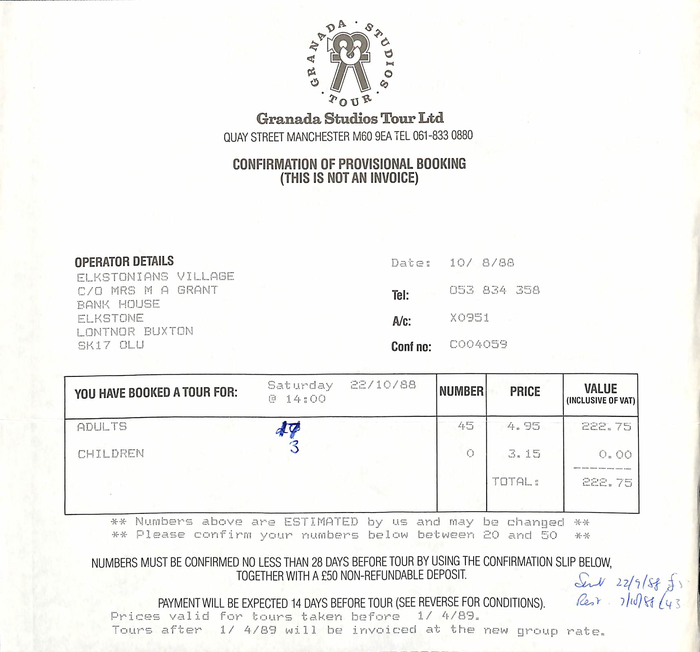 GRANADA · STUDIOS · TOUR ·
Granada Studios Tour Ltd
QUAY STREET MANCHESTER M60 9EA TEL 061-833 0880
CONFIRMATION OF PROVISIONAL BOOKING
(THIS IS NOT AN INVOICE)
OPERATOR DETAILS
ELKSTONIANS VILLAGE
C/O MRS M A GRANT
BANK HOUSE
ELKSTONE
LONTNOR BUXTON
SK17 OLU
Date: 10/ 8/88
Tel: 053 834 358
A/c: X0951
Conf no: C004059
YOU HAVE BOOKED A TOUR FOR: Saturday 22/10/88 @ 14:00 NUMBER PRICE VALUE (INCLUSIVE OF VAT)
ADULTS 45 4.95 222.75
CHILDREN 3 0 3.15 0.00
TOTAL: 222.75
** Numbers above are ESTIMATED by us and may be changed **
** Please confirm your numbers below between 20 and 50 **
NUMBERS MUST BE CONFIRMED NO LESS THAN 28 DAYS BEFORE TOUR BY USING THE CONFIRMATION SLIP BELOW,
TOGETHER WITH A £50 NON-REFUNDABLE DEPOSIT.
Sent 22/9/88
PAYMENT WILL BE EXPECTED 14 DAYS BEFORE TOUR (SEE REVERSE FOR CONDITIONS).
Rest
Prices valid for tours taken before 1/ 4/89.
Tours after 1/ 4/89 will be invoiced at the new group rate.